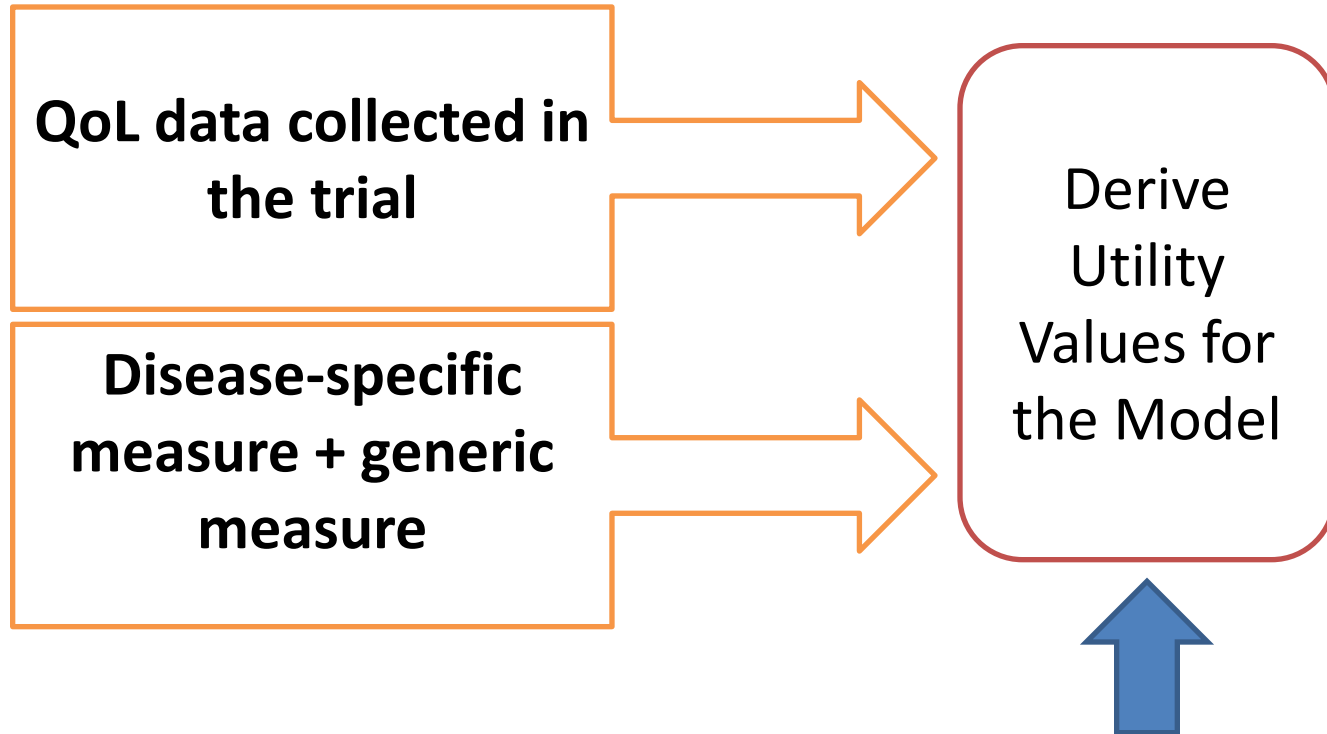 QoL data collected in
the trial
Disease-specific
measure + generic
measure
Derive
Utility
Values for
the Model